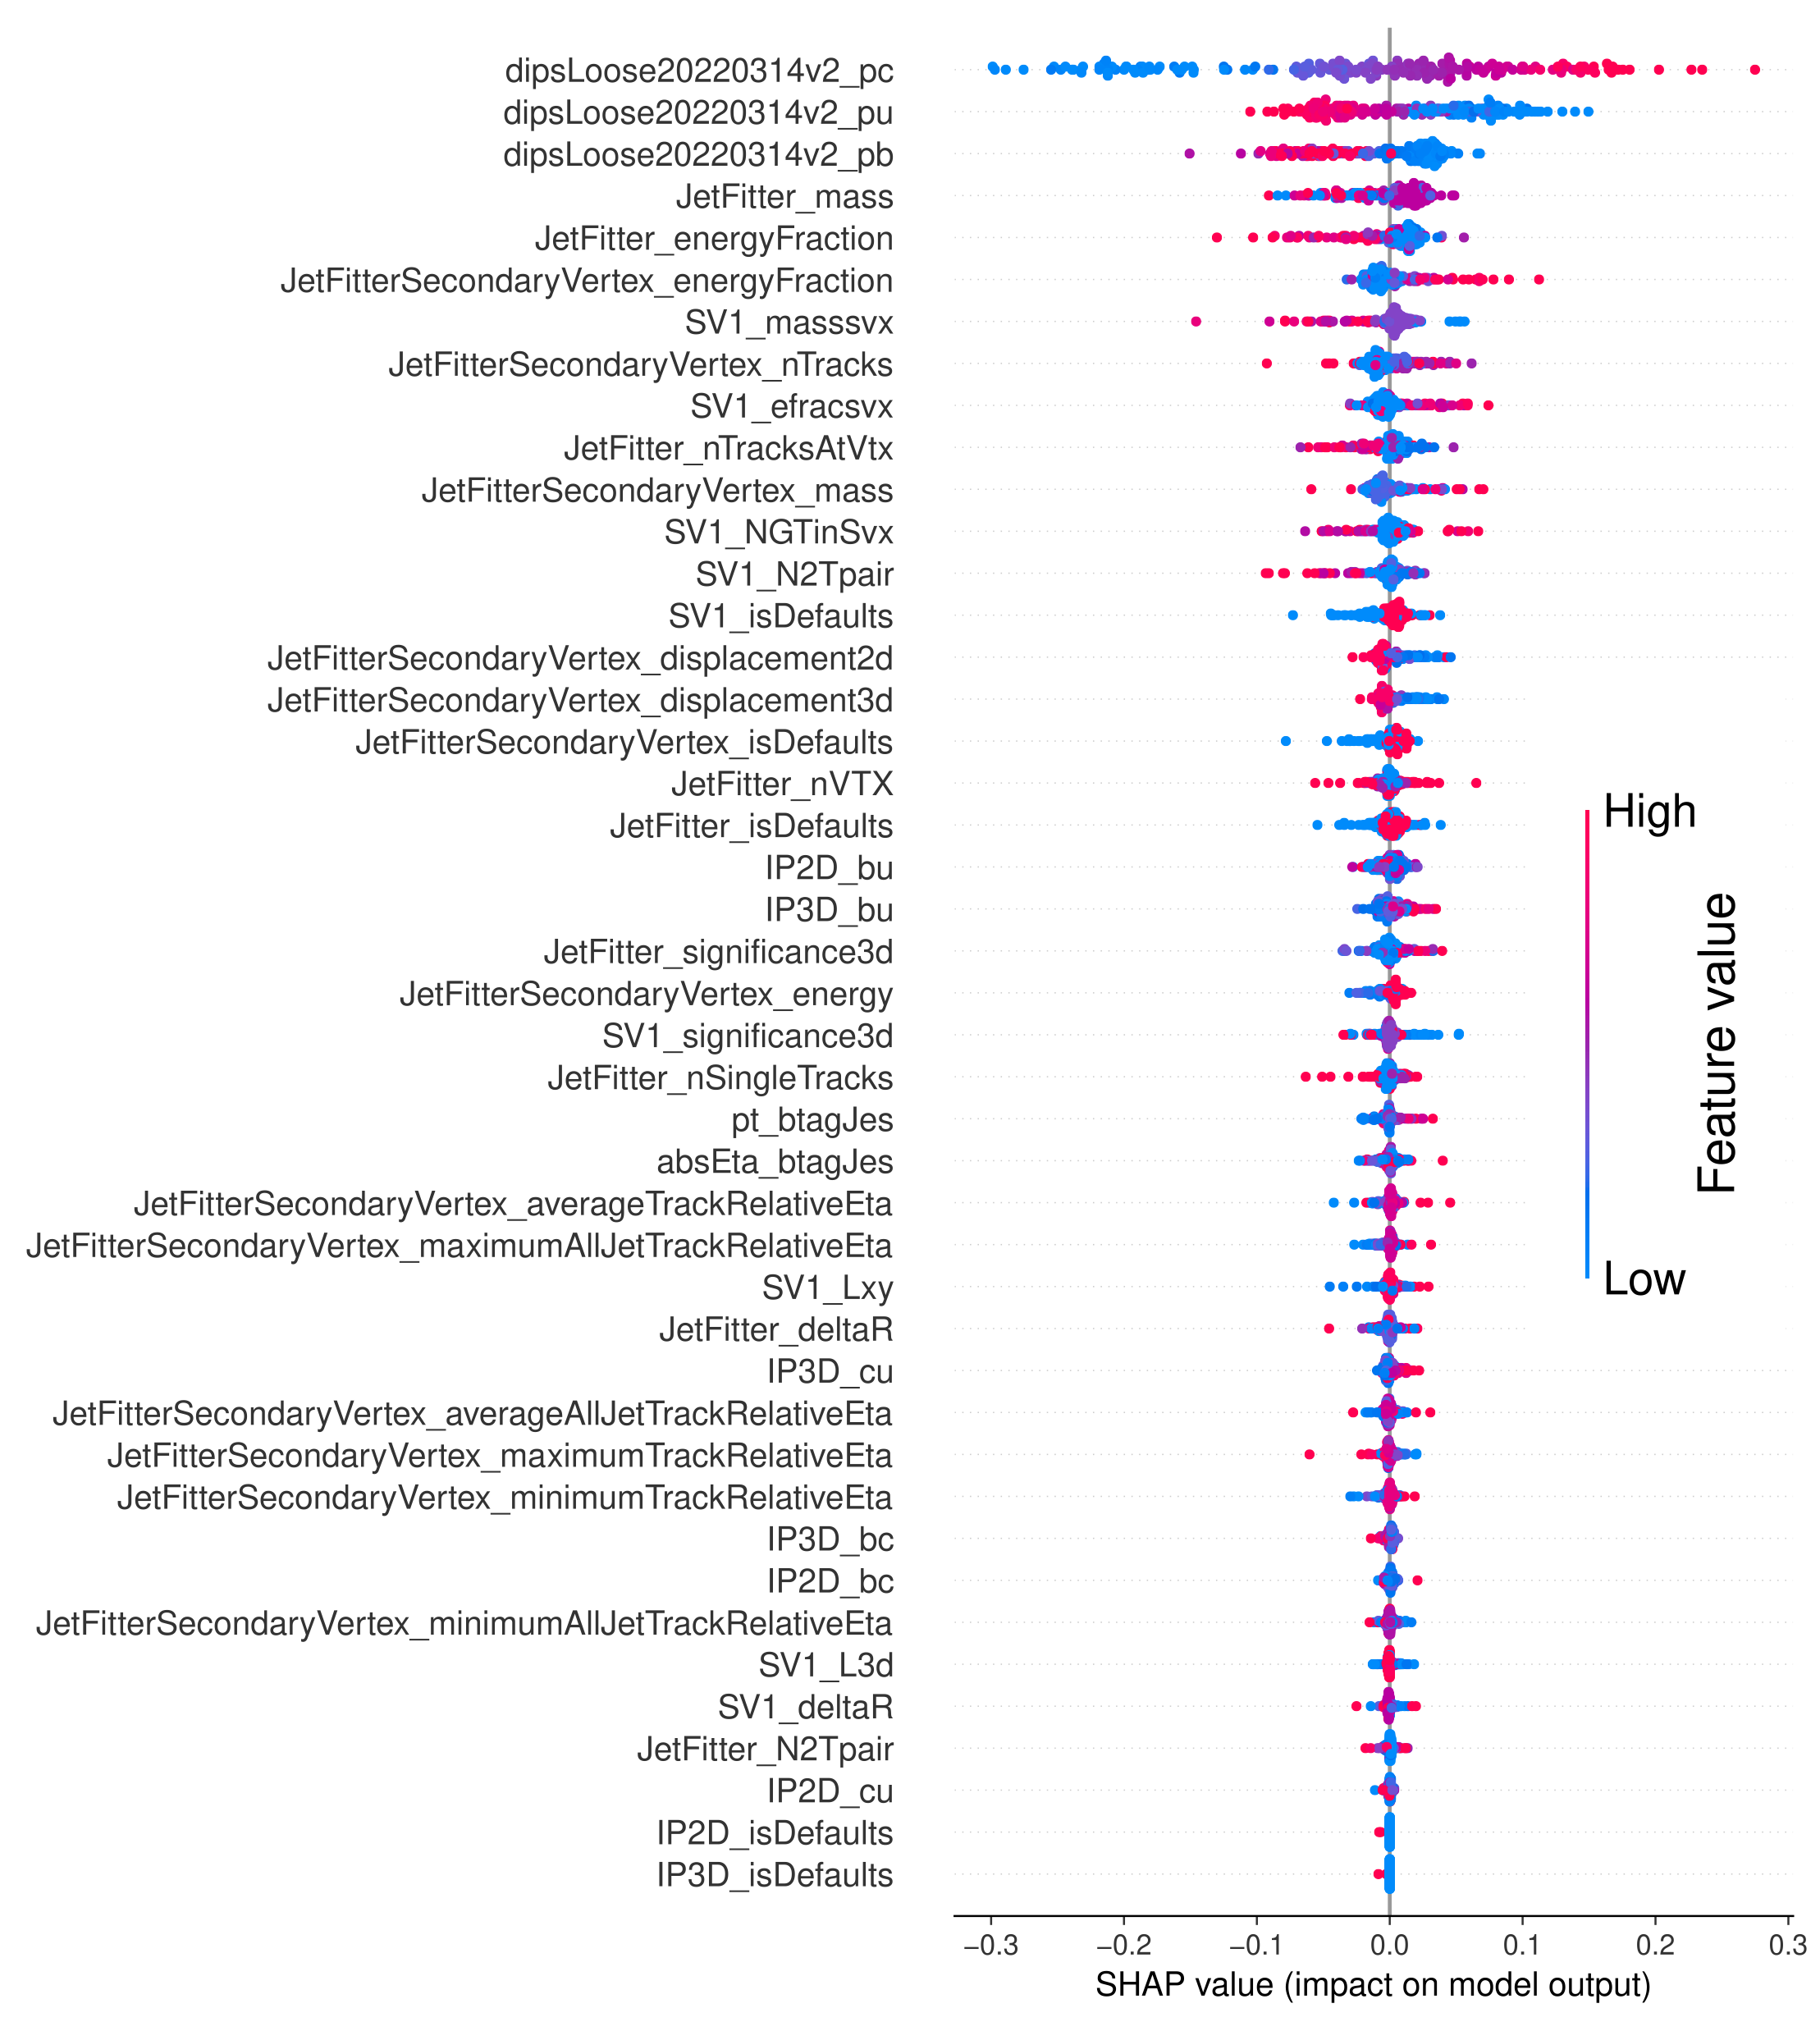 dipsLoose20220314v2_pc
dipsLoose20220314v2_pu
dipsLoose20220314v2_pb
JetFitter_mass
JetFitter_energyFraction
JetFitterSecondaryVertex_energyFraction
SV1_masssvx
JetFitterSecondaryVertex_nTracks
SV1_efracsvx
JetFitter_nTracksAtVtx
JetFitterSecondaryVertex_mass
SV1_NGTinSvx
SV1_N2Tpair
SV1_isDefaults
JetFitterSecondaryVertex_displacement2d
JetFitterSecondaryVertex_displacement3d
JetFitterSecondaryVertex_isDefaults
JetFitter_nVTX
JetFitter_isDefaults
IP2D_bu
IP3D_bu
JetFitter_significance3d
JetFitterSecondaryVertex_energy
SV1_significance3d
JetFitter_nSingleTracks
pt_btagJes
absEta_btagJes
JetFitterSecondaryVertex_averageTrackRelativeEta
JetFitterSecondaryVertex_maximumAllJetTrackRelativeEta
SV1_Lxy
JetFitter_deltaR
IP3D_cu
JetFitterSecondaryVertex_averageAllJetTrackRelativeEta
JetFitterSecondaryVertex_maximumTrackRelativeEta
JetFitterSecondaryVertex_minimumTrackRelativeEta
IP3D_bc
IP2D_bc
JetFitterSecondaryVertex_minimumAllJetTrackRelativeEta
SV1_L3d
SV1_deltaR
JetFitter_N2Tpair
IP2D_cu
IP2D_isDefaults
IP3D_isDefaults
−0.3 −0.2 −0.1 0.0 0.1 0.2 0.3
SHAP value (impact on model output)
High
Feature value
Low